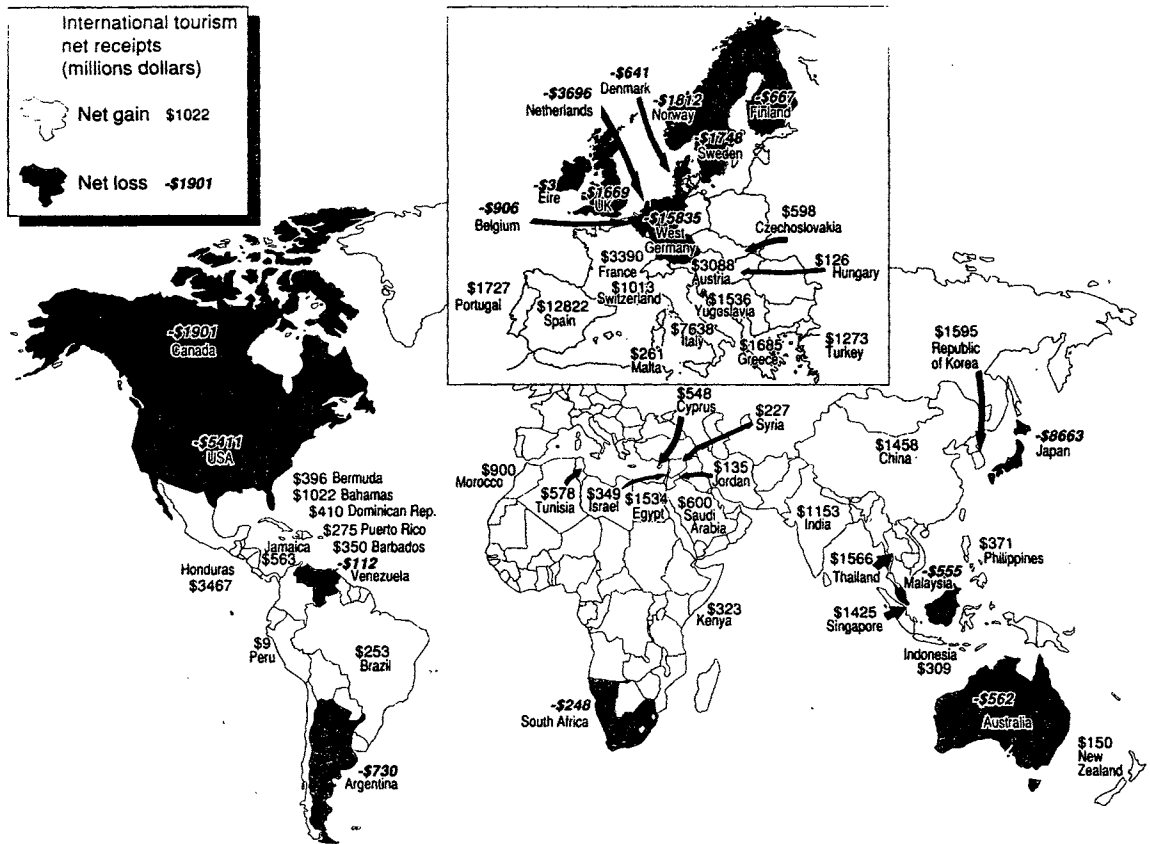 International tourism
net receipts
(millions dollars)
Net gain $1022
Net loss -$1901
-$641
Denmark
-$3696
Netherlands
-$1812
Norway
-$667
Finland
-$1748
Sweden
-$3
Eire
-$1669
UK
-$906
Belgium
-$15835
West
Germany
$598
Czechoslovakia
$3390
France
$3088
Austria
$126
Hungary
$1727
Portugal
$12822
Spain
$1013
Switzerland
$1536
Yugoslavia
$7638
Italy
$1685
Greece
$1273
Turkey
$261
Malta
-$1901
Canada
-$5411
USA
$396 Bermuda
$1022 Bahamas
$410 Dominican Rep.
$275 Puerto Rico
Jamaica
$563
$350 Barbados
-$112
Venezuela
Honduras
$3467
$9
Peru
$253
Brazil
-$730
Argentina
$548
Cyprus
$227
Syria
$900
Morocco
$578
Tunisia
$349
Israel
$1534
Egypt
$135
Jordan
$600
Saudi
Arabia
$323
Kenya
-$248
South Africa
$1595
Republic
of Korea
$1458
China
-$8663
Japan
$1153
India
$1566
Thailand
$371
Philippines
-$555
Malaysia
$1425
Singapore
Indonesia
$309
-$562
Australia
$150
New
Zealand